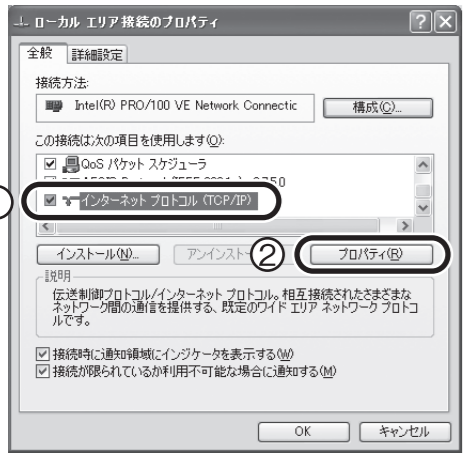 ローカル エリア接続のプロパティ
全般 詳細設定
接続方法:
Intel(R) PRO/100 VE Network Connectic 構成(C)...
この接続は次の項目を使用します(O):
QoS パケット スケジューラ
インターネット プロトコル (TCP/IP)
インストール(N)... アンインストール ② プロパティ(R)
説明
伝送制御プロトコル/インターネット プロトコル。相互接続されたさまざまな
ネットワーク間の通信を提供する、既定のワイド エリア ネットワーク プロトコ
ルです。
接続時に通知領域にインジケータを表示する(W)
接続が限られているか利用不可能な場合に通知する(M)
OK キャンセル